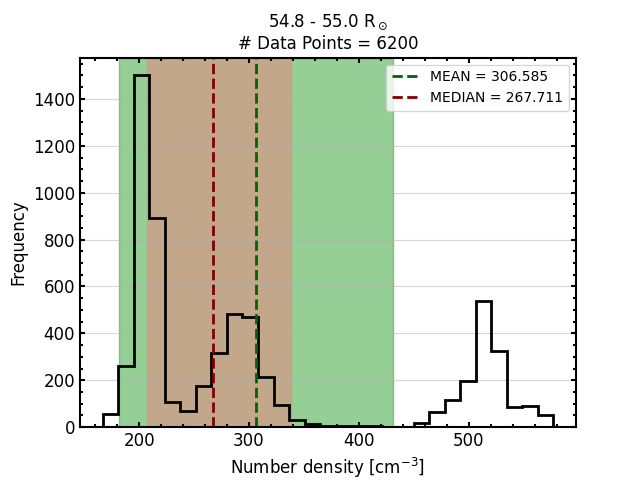 54.8 - 55.0 R⊙
# Data Points = 6200
MEAN = 306.585
MEDIAN = 267.711
Frequency
1400
1200
1000
800
600
400
200
0
200 300 400 500
Number density [cm⁻³]